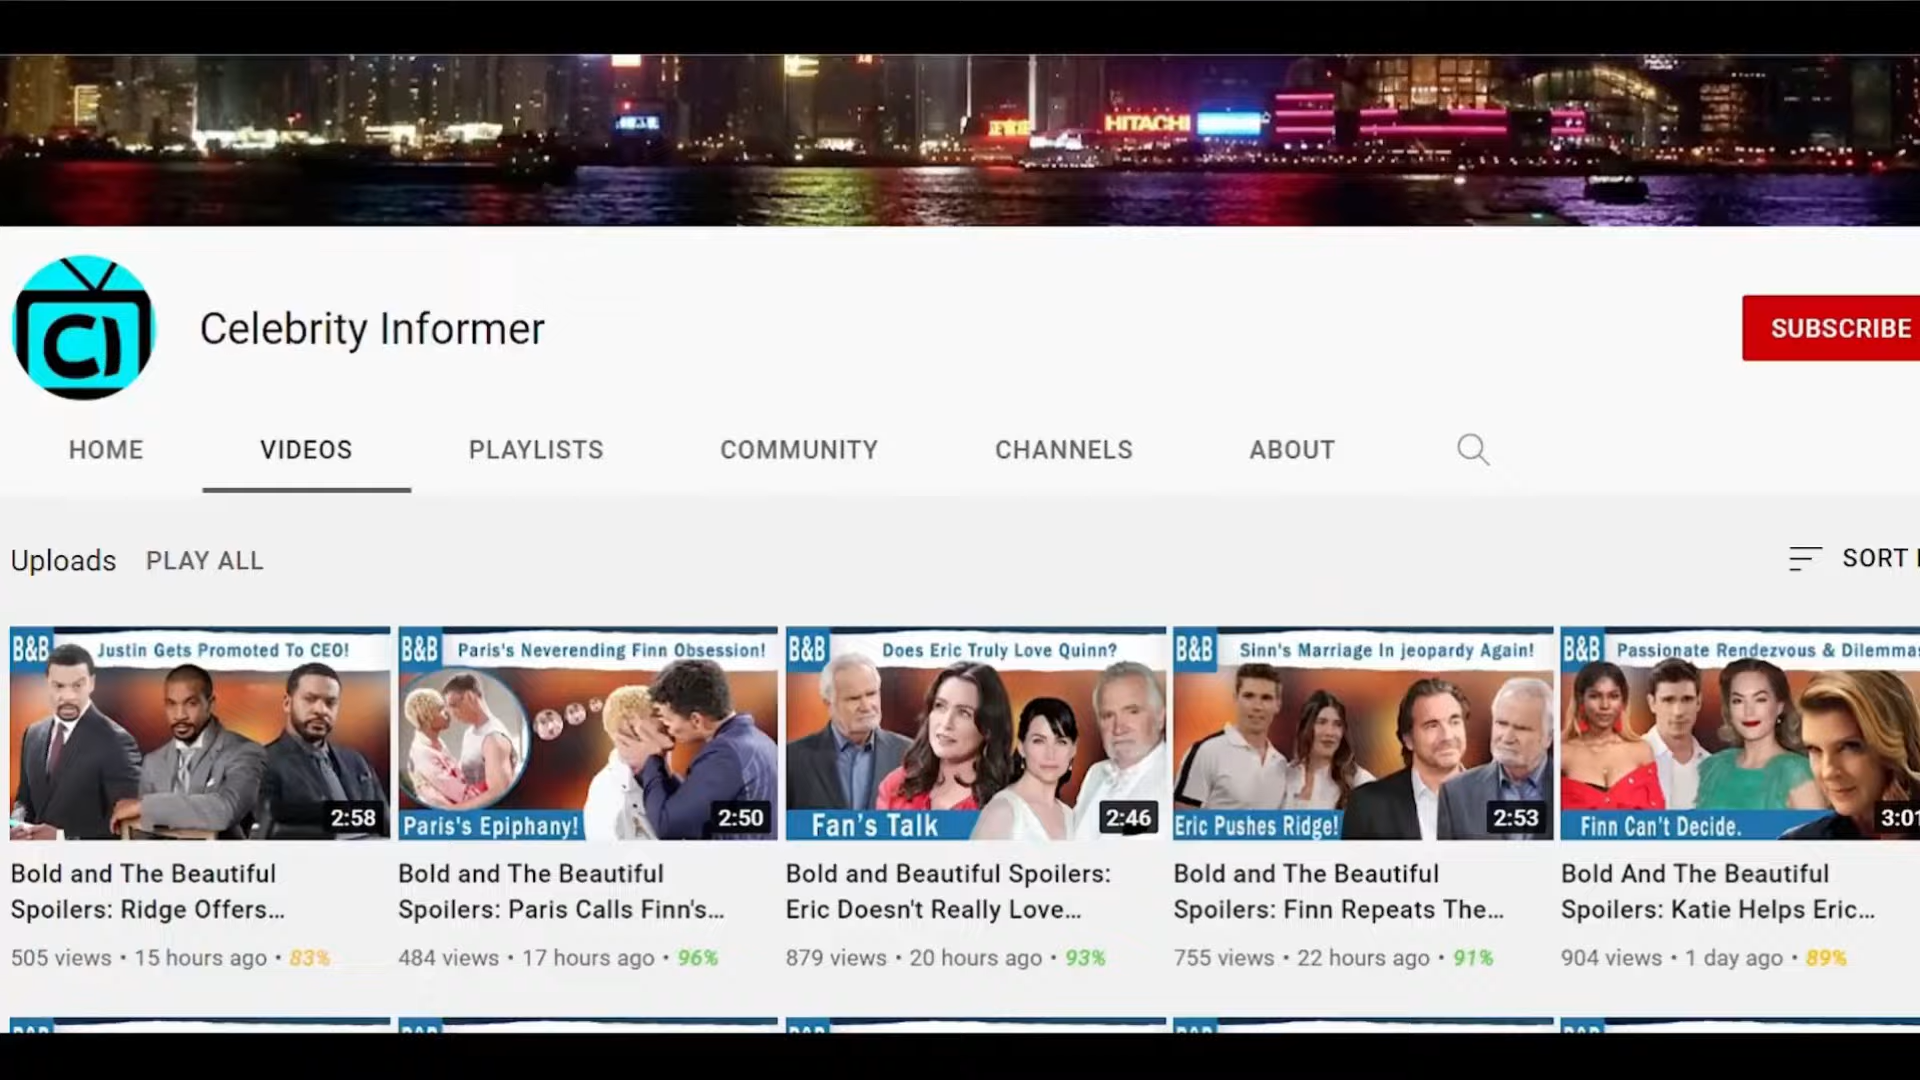 HITACHI
CI
Celebrity Informer
SUBSCRIBE
HOME VIDEOS PLAYLISTS COMMUNITY CHANNELS ABOUT
Uploads PLAY ALL
SORT
B&B Justin Gets Promoted To CEO!
2:58
B&B Paris's Neverending Finn Obsession!
Paris's Epiphany!
2:50
B&B Does Eric Truly Love Quinn?
Fan's Talk
2:46
B&B Sinn's Marriage In jeopardy Again!
Eric Pushes Ridge!
2:53
B&B Passionate Rendezvous & Dilemmas
Finn Can't Decide.
3:01
Bold and The Beautiful
Spoilers: Ridge Offers...
505 views • 15 hours ago • 83%
Bold and The Beautiful
Spoilers: Paris Calls Finn's...
484 views • 17 hours ago • 96%
Bold and Beautiful Spoilers:
Eric Doesn't Really Love...
879 views • 20 hours ago • 93%
Bold and The Beautiful
Spoilers: Finn Repeats The...
755 views • 22 hours ago • 91%
Bold And The Beautiful
Spoilers: Katie Helps Eric...
904 views • 1 day ago • 89%
B&B
B&B
B&B
B&B
B&B